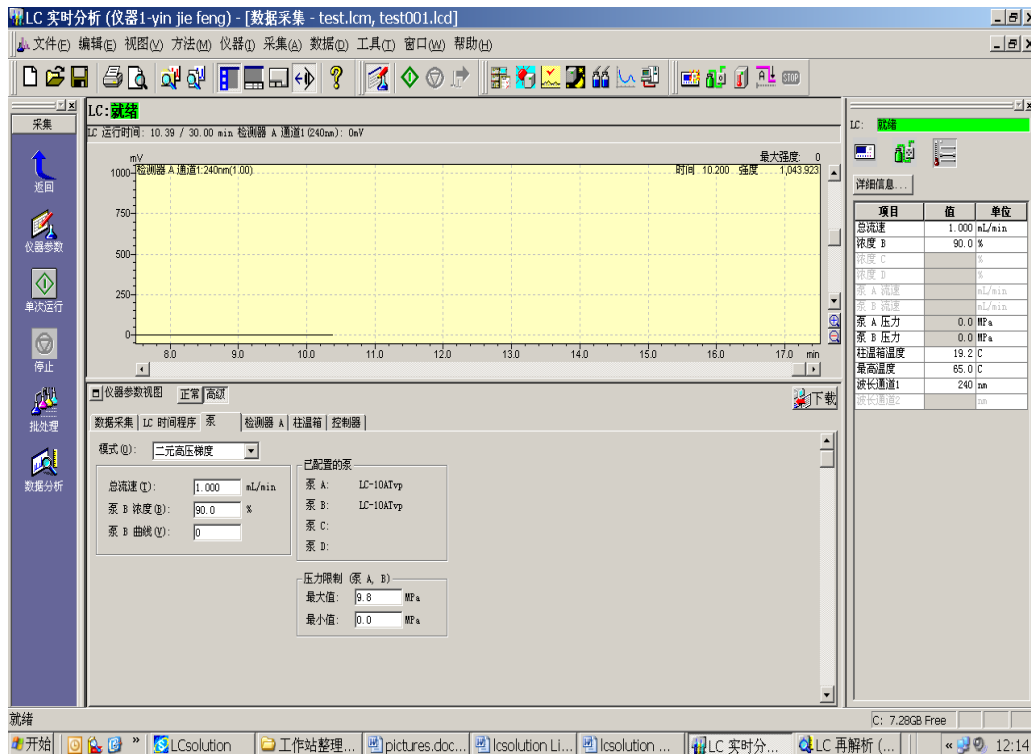 LC 实时分析 (仪器1-yin jie feng) - [数据采集 - test.lcm, test001.lcd]
文件(F) 编辑(E) 视图(V) 方法(M) 仪器(I) 采集(A) 数据(D) 工具(T) 窗口(W) 帮助(H)
采集
返回
仪器参数
单次运行
停止
批处理
数据分析
LC:就绪
LC 运行时间: 10.39 / 30.00 min 检测器 A 通道1(240nm): 0mV
mV
最大强度: 0
检测器 A 通道1:240nm(1.00)
时间 10.200 强度 1,043.923
1000
750
500
250
0
8.0 9.0 10.0 11.0 12.0 13.0 14.0 15.0 16.0 17.0 min
仪器参数视图 正常 高级 下载
数据采集 LC 时间程序 泵 检测器 A 柱温箱 控制器
模式(O): 二元高压梯度
总流速(T): 1.000 mL/min
泵 B 浓度(B): 90.0 %
泵 B 曲线(V): 0
已配置的泵
泵 A: LC-10ATvp
泵 B: LC-10ATvp
泵 C:
泵 D:
压力限制 (泵 A, B)
最大值: 9.8 MPa
最小值: 0.0 MPa
LC: 就绪
详细信息...
项目 值 单位
总流速 1.000 mL/min
浓度 B 90.0 %
浓度 C %
浓度 D %
泵 A 流速 mL/min
泵 B 流速 mL/min
泵 A 压力 0.0 MPa
泵 B 压力 0.0 MPa
柱温箱温度 19.2 C
最高温度 65.0 C
波长通道1 240 nm
波长通道2 nm
就绪
C: 7.28GB Free
开始 » LCsolution 工作站整理... pictures.doc... lcsolution Li... lcsolution ... LC 实时分... LC 再解析 (... « 12:14